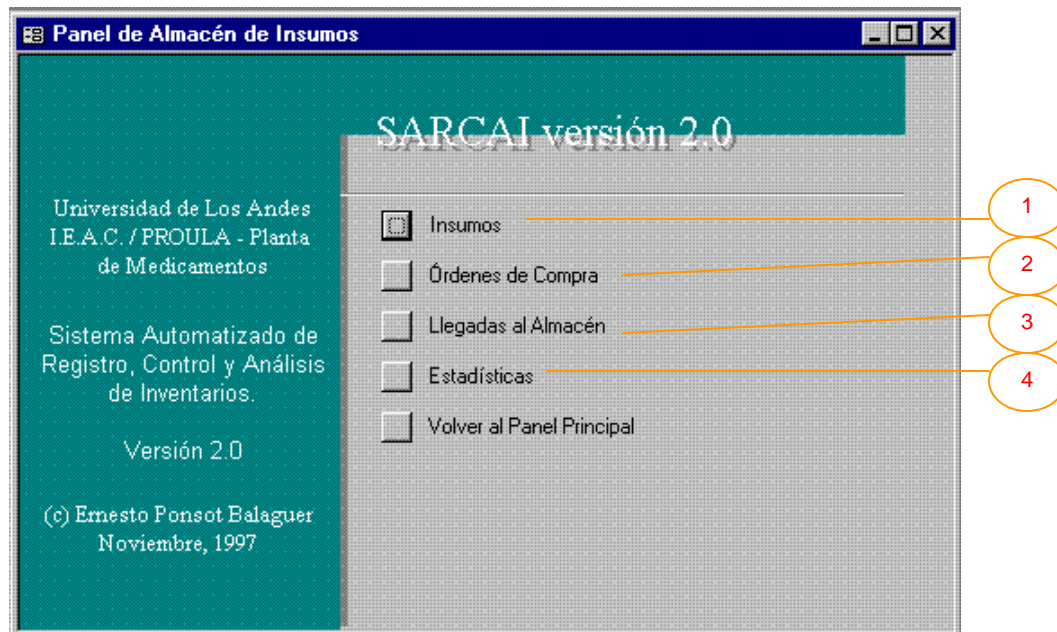 Panel de Almacén de Insumos
SARCAI versión 2.0
Universidad de Los Andes
I.E.A.C. / PROULA - Planta
de Medicamentos
Sistema Automatizado de
Registro, Control y Análisis
de Inventarios.
Versión 2.0
(c) Ernesto Ponsot Balaguer
Noviembre, 1997
Insumos
Órdenes de Compra
Llegadas al Almacén
Estadísticas
Volver al Panel Principal
1
2
3
4